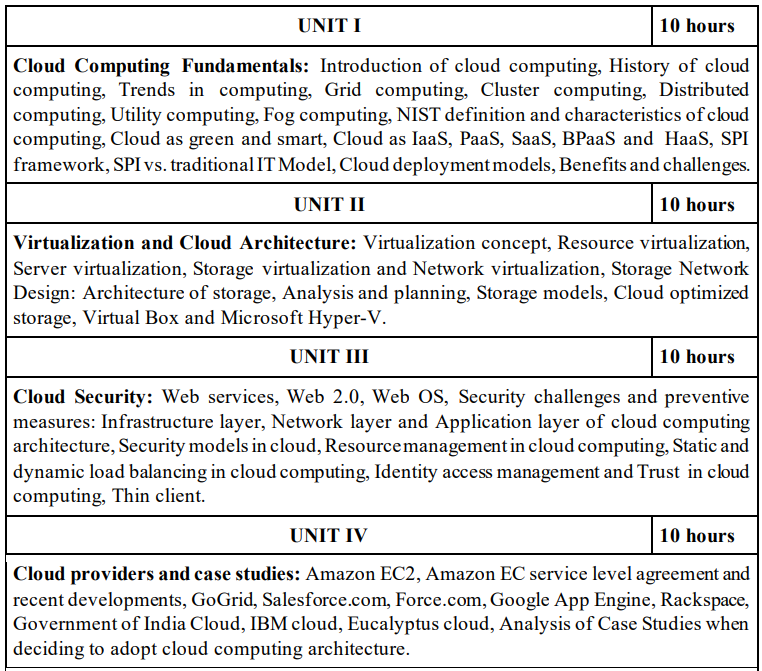 UNIT I 10 hours
Cloud Computing Fundamentals: Introduction of cloud computing, History of cloud
computing, Trends in computing, Grid computing, Cluster computing, Distributed
computing, Utility computing, Fog computing, NIST definition and characteristics of cloud
computing, Cloud as green and smart, Cloud as IaaS, PaaS, SaaS, BPaaS and HaaS, SPI
framework, SPI vs. traditional IT Model, Cloud deployment models, Benefits and challenges.
UNIT II 10 hours
Virtualization and Cloud Architecture: Virtualization concept, Resource virtualization,
Server virtualization, Storage virtualization and Network virtualization, Storage Network
Design: Architecture of storage, Analysis and planning, Storage models, Cloud optimized
storage, Virtual Box and Microsoft Hyper-V.
UNIT III 10 hours
Cloud Security: Web services, Web 2.0, Web OS, Security challenges and preventive
measures: Infrastructure layer, Network layer and Application layer of cloud computing
architecture, Security models in cloud, Resource management in cloud computing, Static and
dynamic load balancing in cloud computing, Identity access management and Trust in cloud
computing, Thin client.
UNIT IV 10 hours
Cloud providers and case studies: Amazon EC2, Amazon EC service level agreement and
recent developments, GoGrid, Salesforce.com, Force.com, Google App Engine, Rackspace,
Government of India Cloud, IBM cloud, Eucalyptus cloud, Analysis of Case Studies when
deciding to adopt cloud computing architecture.